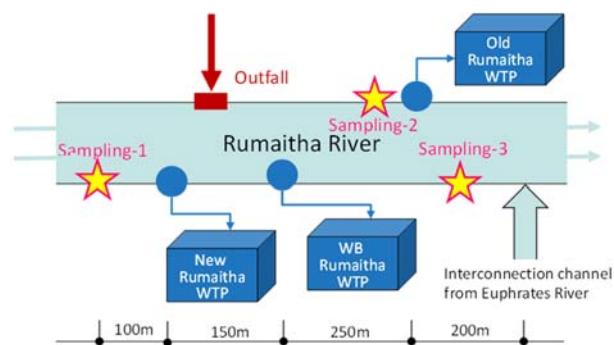 Old
Rumaitha
WTP
Outfall
Sampling-2
Rumaitha River
Sampling-1
Sampling-3
New
Rumaitha
WTP
WB
Rumaitha
WTP
Interconnection channel
from Euphrates River
100m
150m
250m
200m